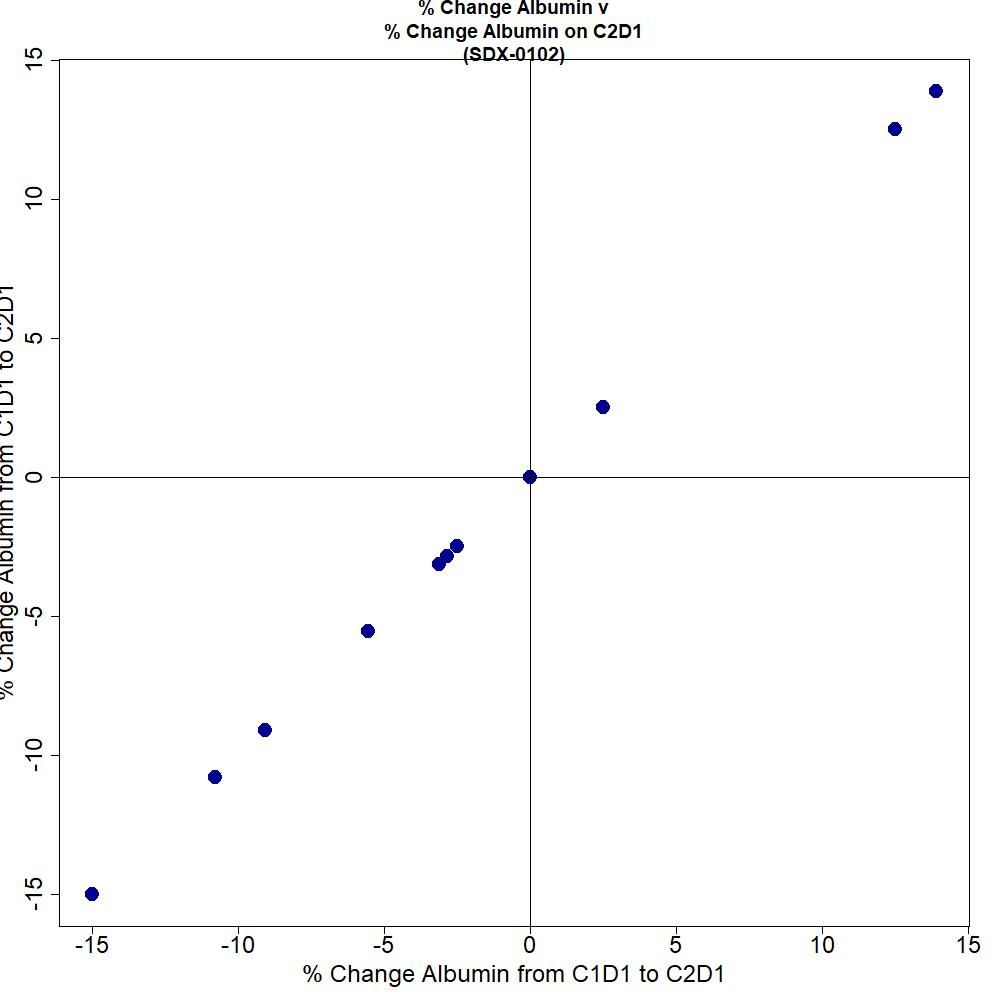 % Change Albumin v
% Change Albumin on C2D1
(SDX-0102)
% Change Albumin from C1D1 to C2D1
15
10
5
0
-5
-10
-15
-15
-10
-5
0
5
10
15
% Change Albumin from C1D1 to C2D1